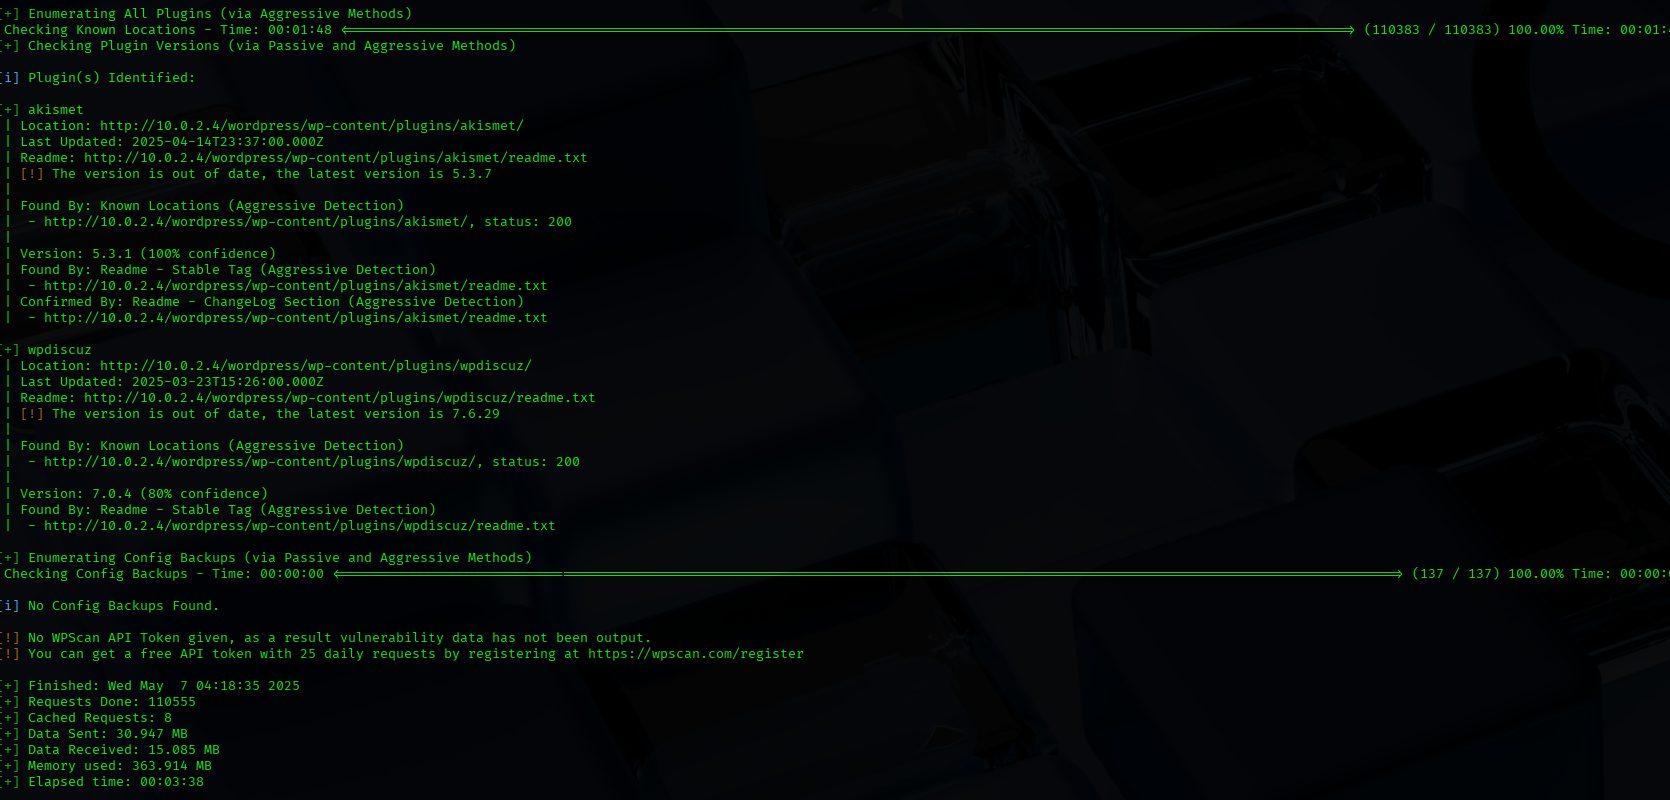 [+] Enumerating All Plugins (via Aggressive Methods)
Checking Known Locations - Time: 00:01:48 <====================================> (110383 / 110383) 100.00% Time: 00:01:4
[+] Checking Plugin Versions (via Passive and Aggressive Methods)
[i] Plugin(s) Identified:
[+] akismet
| Location: http://10.0.2.4/wordpress/wp-content/plugins/akismet/
| Last Updated: 2025-04-14T23:37:00.000Z
| Readme: http://10.0.2.4/wordpress/wp-content/plugins/akismet/readme.txt
| [!] The version is out of date, the latest version is 5.3.7
|
| Found By: Known Locations (Aggressive Detection)
|  - http://10.0.2.4/wordpress/wp-content/plugins/akismet/, status: 200
|
| Version: 5.3.1 (100% confidence)
| Found By: Readme - Stable Tag (Aggressive Detection)
|  - http://10.0.2.4/wordpress/wp-content/plugins/akismet/readme.txt
| Confirmed By: Readme - ChangeLog Section (Aggressive Detection)
|  - http://10.0.2.4/wordpress/wp-content/plugins/akismet/readme.txt
[+] wpdiscuz
| Location: http://10.0.2.4/wordpress/wp-content/plugins/wpdiscuz/
| Last Updated: 2025-03-23T15:26:00.000Z
| Readme: http://10.0.2.4/wordpress/wp-content/plugins/wpdiscuz/readme.txt
| [!] The version is out of date, the latest version is 7.6.29
|
| Found By: Known Locations (Aggressive Detection)
|  - http://10.0.2.4/wordpress/wp-content/plugins/wpdiscuz/, status: 200
|
| Version: 7.0.4 (80% confidence)
| Found By: Readme - Stable Tag (Aggressive Detection)
|  - http://10.0.2.4/wordpress/wp-content/plugins/wpdiscuz/readme.txt
[+] Enumerating Config Backups (via Passive and Aggressive Methods)
Checking Config Backups - Time: 00:00:00 <====================================> (137 / 137) 100.00% Time: 00:00:0
[i] No Config Backups Found.
[!] No WPScan API Token given, as a result vulnerability data has not been output.
[!] You can get a free API token with 25 daily requests by registering at https://wpscan.com/register
[+] Finished: Wed May  7 04:18:35 2025
[+] Requests Done: 110555
[+] Cached Requests: 8
[+] Data Sent: 30.947 MB
[+] Data Received: 15.085 MB
[+] Memory used: 363.914 MB
[+] Elapsed time: 00:03:38